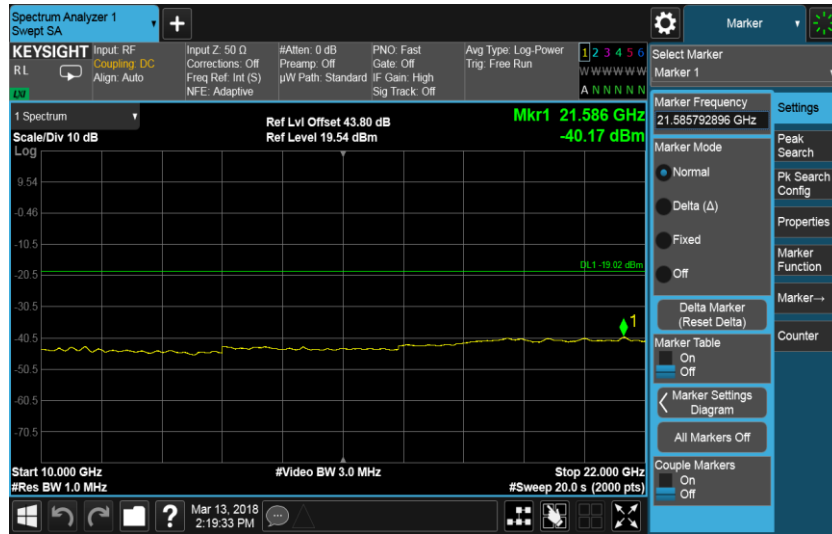 Spectrum Analyzer 1
Swept SA
+
Marker
KEYSIGHT
RL
LXI
Input: RF
Coupling: DC
Align: Auto
Input Z: 50 Ω
Corrections: Off
Freq Ref: Int (S)
NFE: Adaptive
#Atten: 0 dB
Preamp: Off
µW Path: Standard
PNO: Fast
Gate: Off
IF Gain: High
Sig Track: Off
Avg Type: Log-Power
Trig: Free Run
1 2 3 4 5 6
W W W W W W
A N N N N N
Select Marker
Marker 1
1 Spectrum
Scale/Div 10 dB
Log
Ref Lvl Offset 43.80 dB
Ref Level 19.54 dBm
Mkr1 21.586 GHz
-40.17 dBm
9.54
-0.46
-10.5
-20.5
-30.5
-40.5
-50.5
-60.5
-70.5
DL1 -19.02 dBm
1
Start 10.000 GHz
#Res BW 1.0 MHz
#Video BW 3.0 MHz
Stop 22.000 GHz
#Sweep 20.0 s (2000 pts)
Marker Frequency
21.585792896 GHz
Marker Mode
Normal
Delta (Δ)
Fixed
Off
Delta Marker
(Reset Delta)
Marker Table
On
Off
Marker Settings
Diagram
All Markers Off
Couple Markers
On
Off
Settings
Peak
Search
Pk Search
Config
Properties
Marker
Function
Marker→
Counter
?
Mar 13, 2018
2:19:33 PM